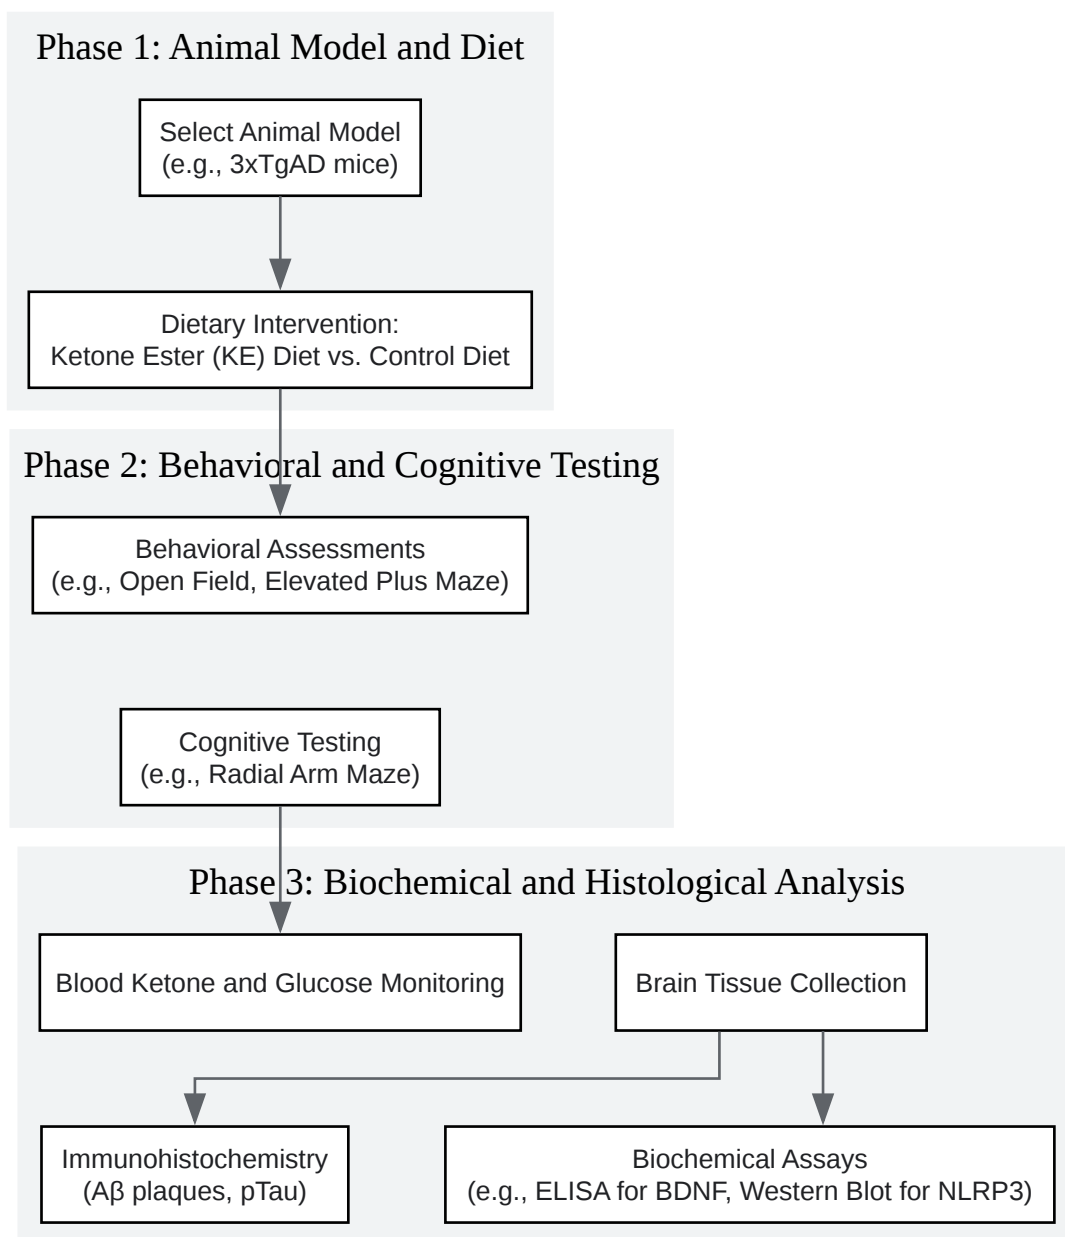 Phase 1: Animal Model and Diet
Select Animal Model
(e.g., 3xTgAD mice)
Dietary Intervention:
Ketone Ester (KE) Diet vs. Control Diet
Phase 2: Behavioral and Cognitive Testing
Behavioral Assessments
(e.g., Open Field, Elevated Plus Maze)
Cognitive Testing
(e.g., Radial Arm Maze)
Phase 3: Biochemical and Histological Analysis
Blood Ketone and Glucose Monitoring
Brain Tissue Collection
Immunohistochemistry
(Aβ plaques, pTau)
Biochemical Assays
(e.g., ELISA for BDNF, Western Blot for NLRP3)